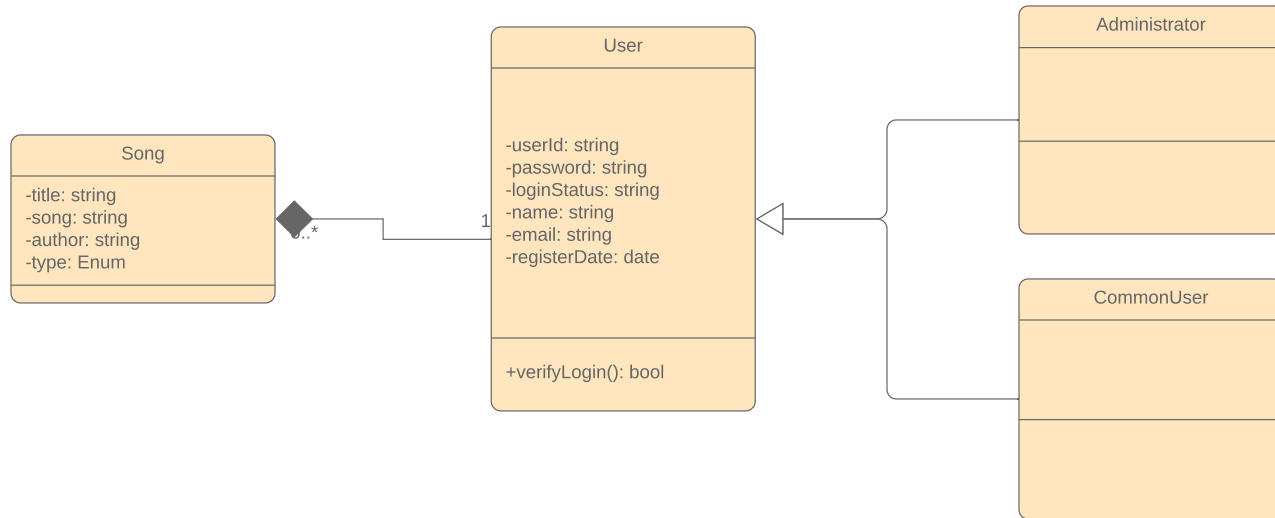 Song
-title: string
-song: string
-author: string
-type: Enum
0..*
1
User
-userId: string
-password: string
-loginStatus: string
-name: string
-email: string
-registerDate: date
+verifyLogin(): bool
Administrator
CommonUser